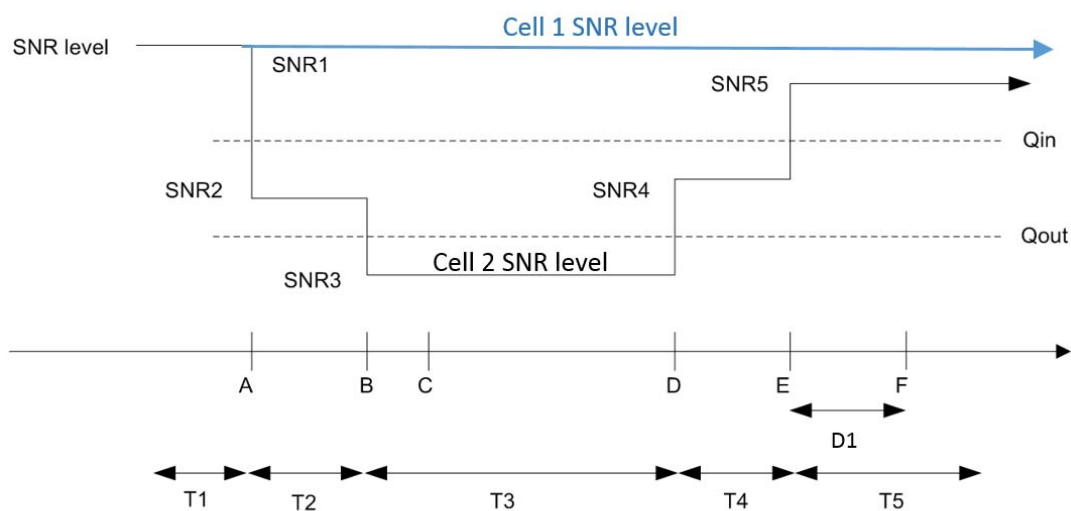 Cell 1 SNR level
SNR level
SNR1
SNR5
Qin
SNR2
SNR4
Qout
Cell 2 SNR level
SNR3
A B C D E F
D1
T1 T2 T3 T4 T5